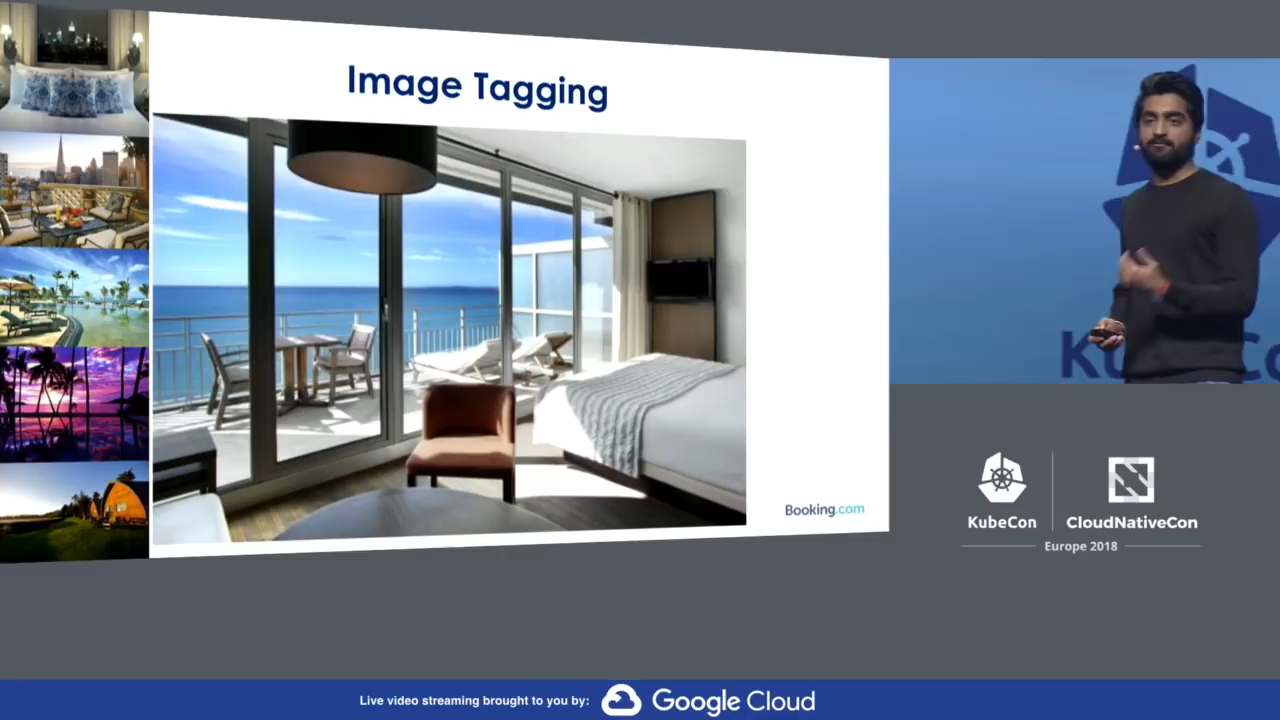 Image Tagging
Booking.com
KubeCon
CloudNativeCon
Europe 2018
Live video streaming brought to you by:
Google Cloud